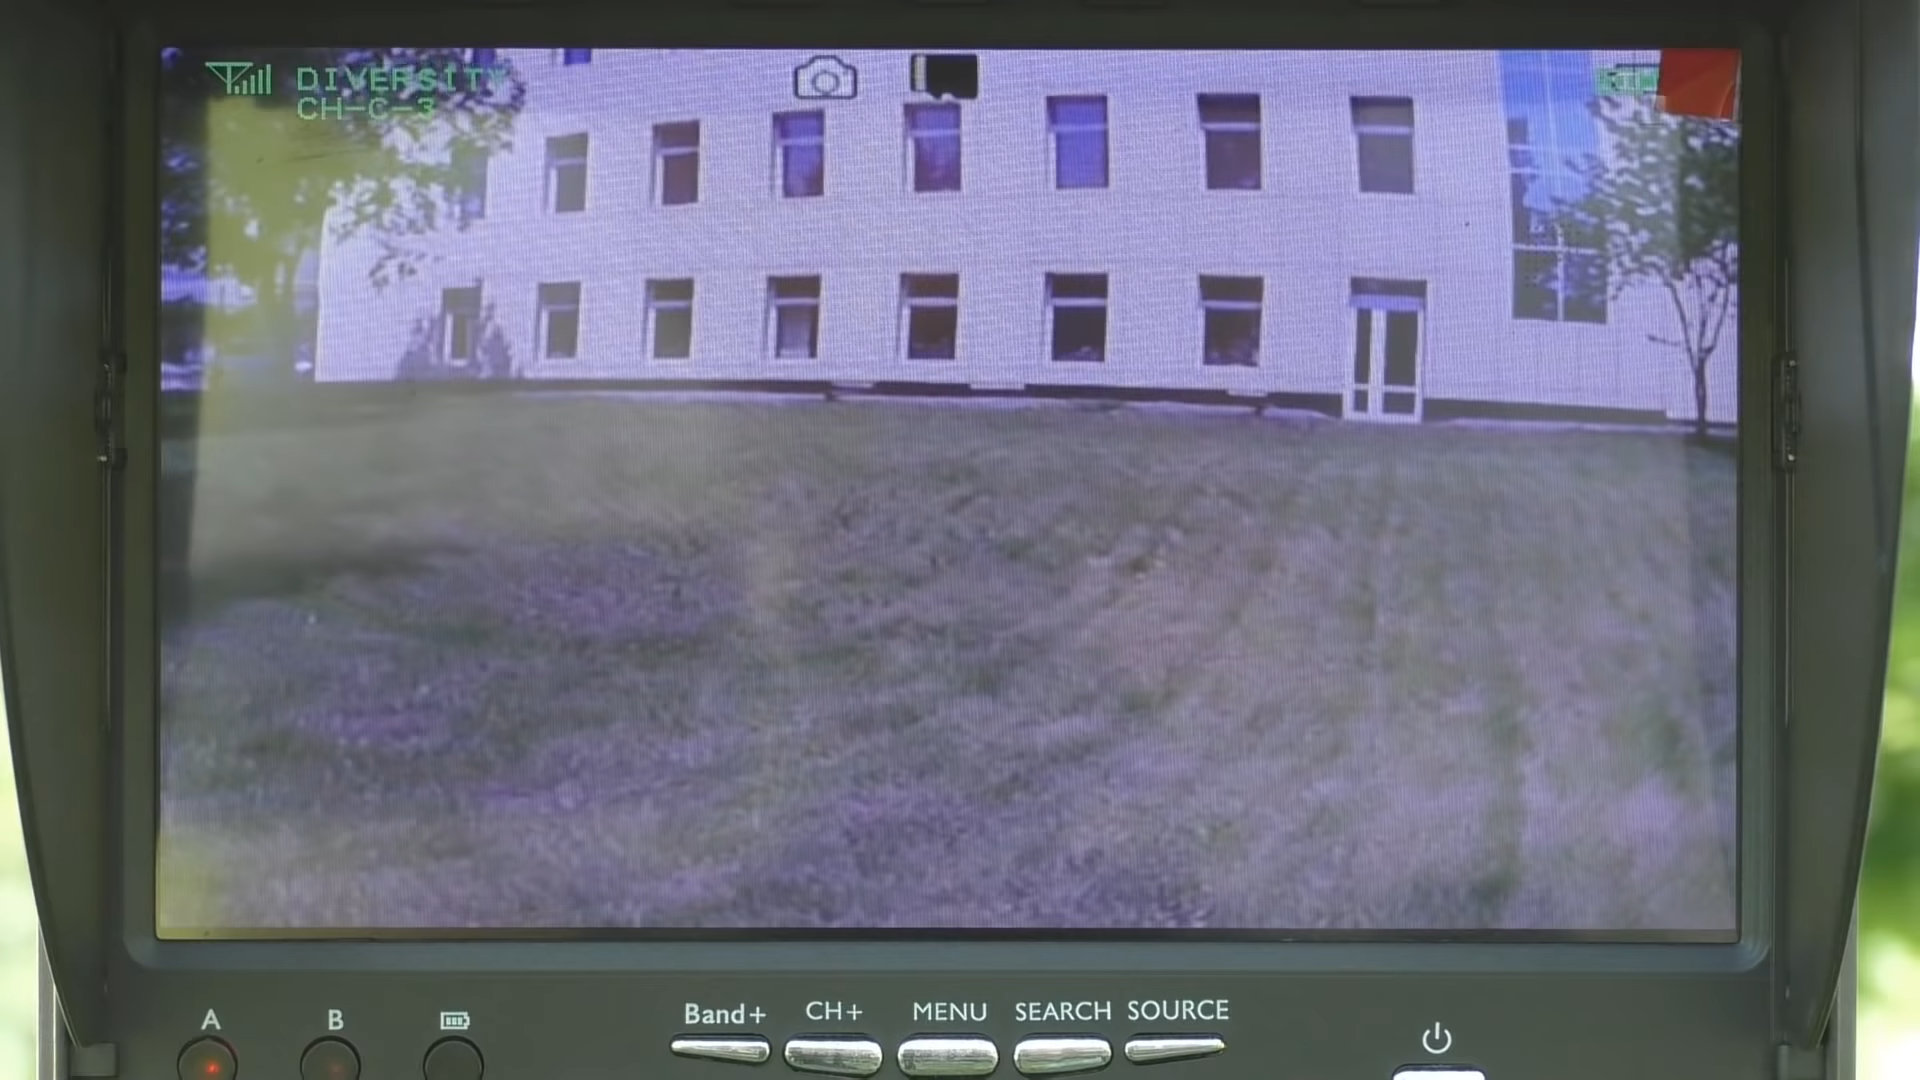 DIVERSITY
CH-C-3
A
B
Band+
CH+
MENU
SEARCH
SOURCE